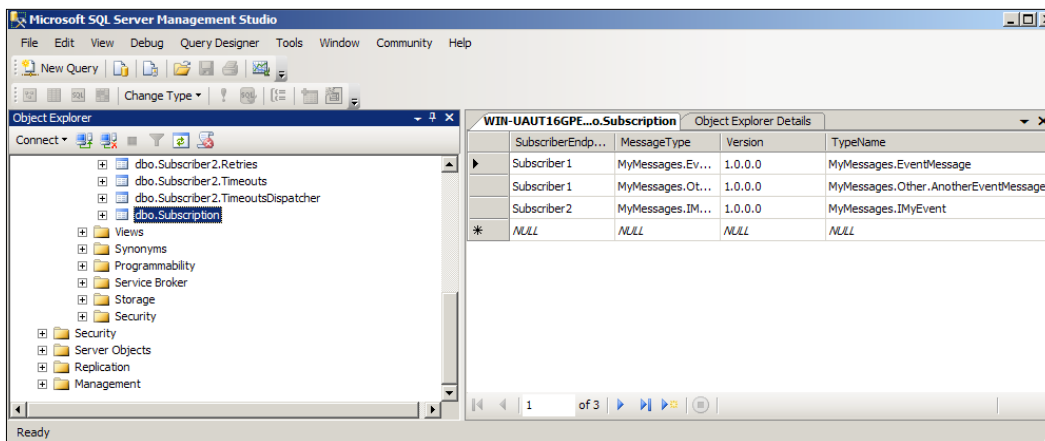 Microsoft SQL Server Management Studio
File Edit View Debug Query Designer Tools Window Community Help
New Query
Change Type
Object Explorer
Connect
dbo.Subscriber2.Retries
dbo.Subscriber2.Timeouts
dbo.Subscriber2.TimeoutsDispatcher
dbo.Subscription
Views
Synonyms
Programmability
Service Broker
Storage
Security
Security
Server Objects
Replication
Management
WIN-UAUT16GPE...o.Subscription Object Explorer Details
SubscriberEndp... MessageType Version TypeName
Subscriber1 MyMessages.Ev... 1.0.0.0 MyMessages.EventMessage
Subscriber1 MyMessages.Ot... 1.0.0.0 MyMessages.Other.AnotherEventMessage
Subscriber2 MyMessages.IM... 1.0.0.0 MyMessages.IMyEvent
NULL NULL NULL NULL
1 of 3
Ready